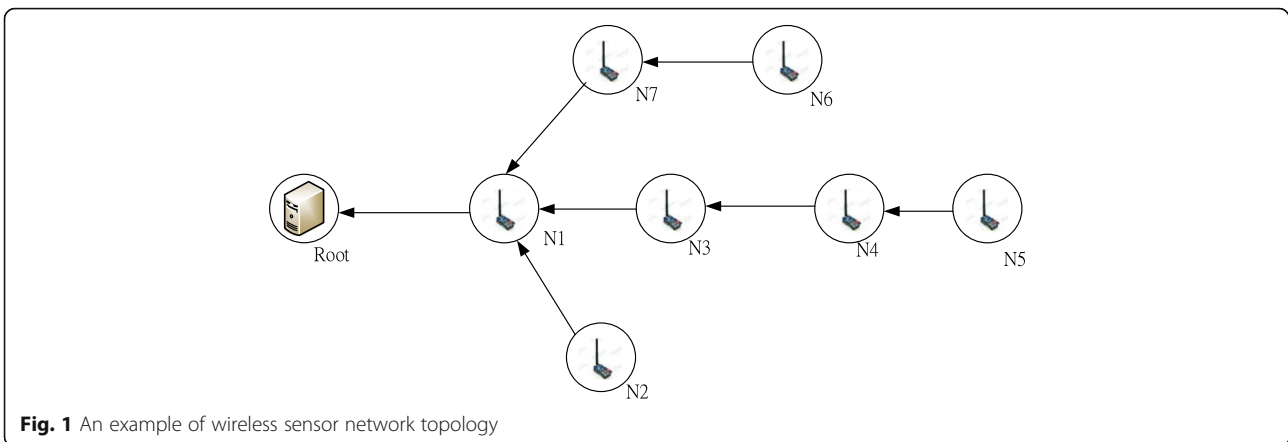 N7
N6
Root
N1
N3
N4
N5
N2
Fig. 1 An example of wireless sensor network topology